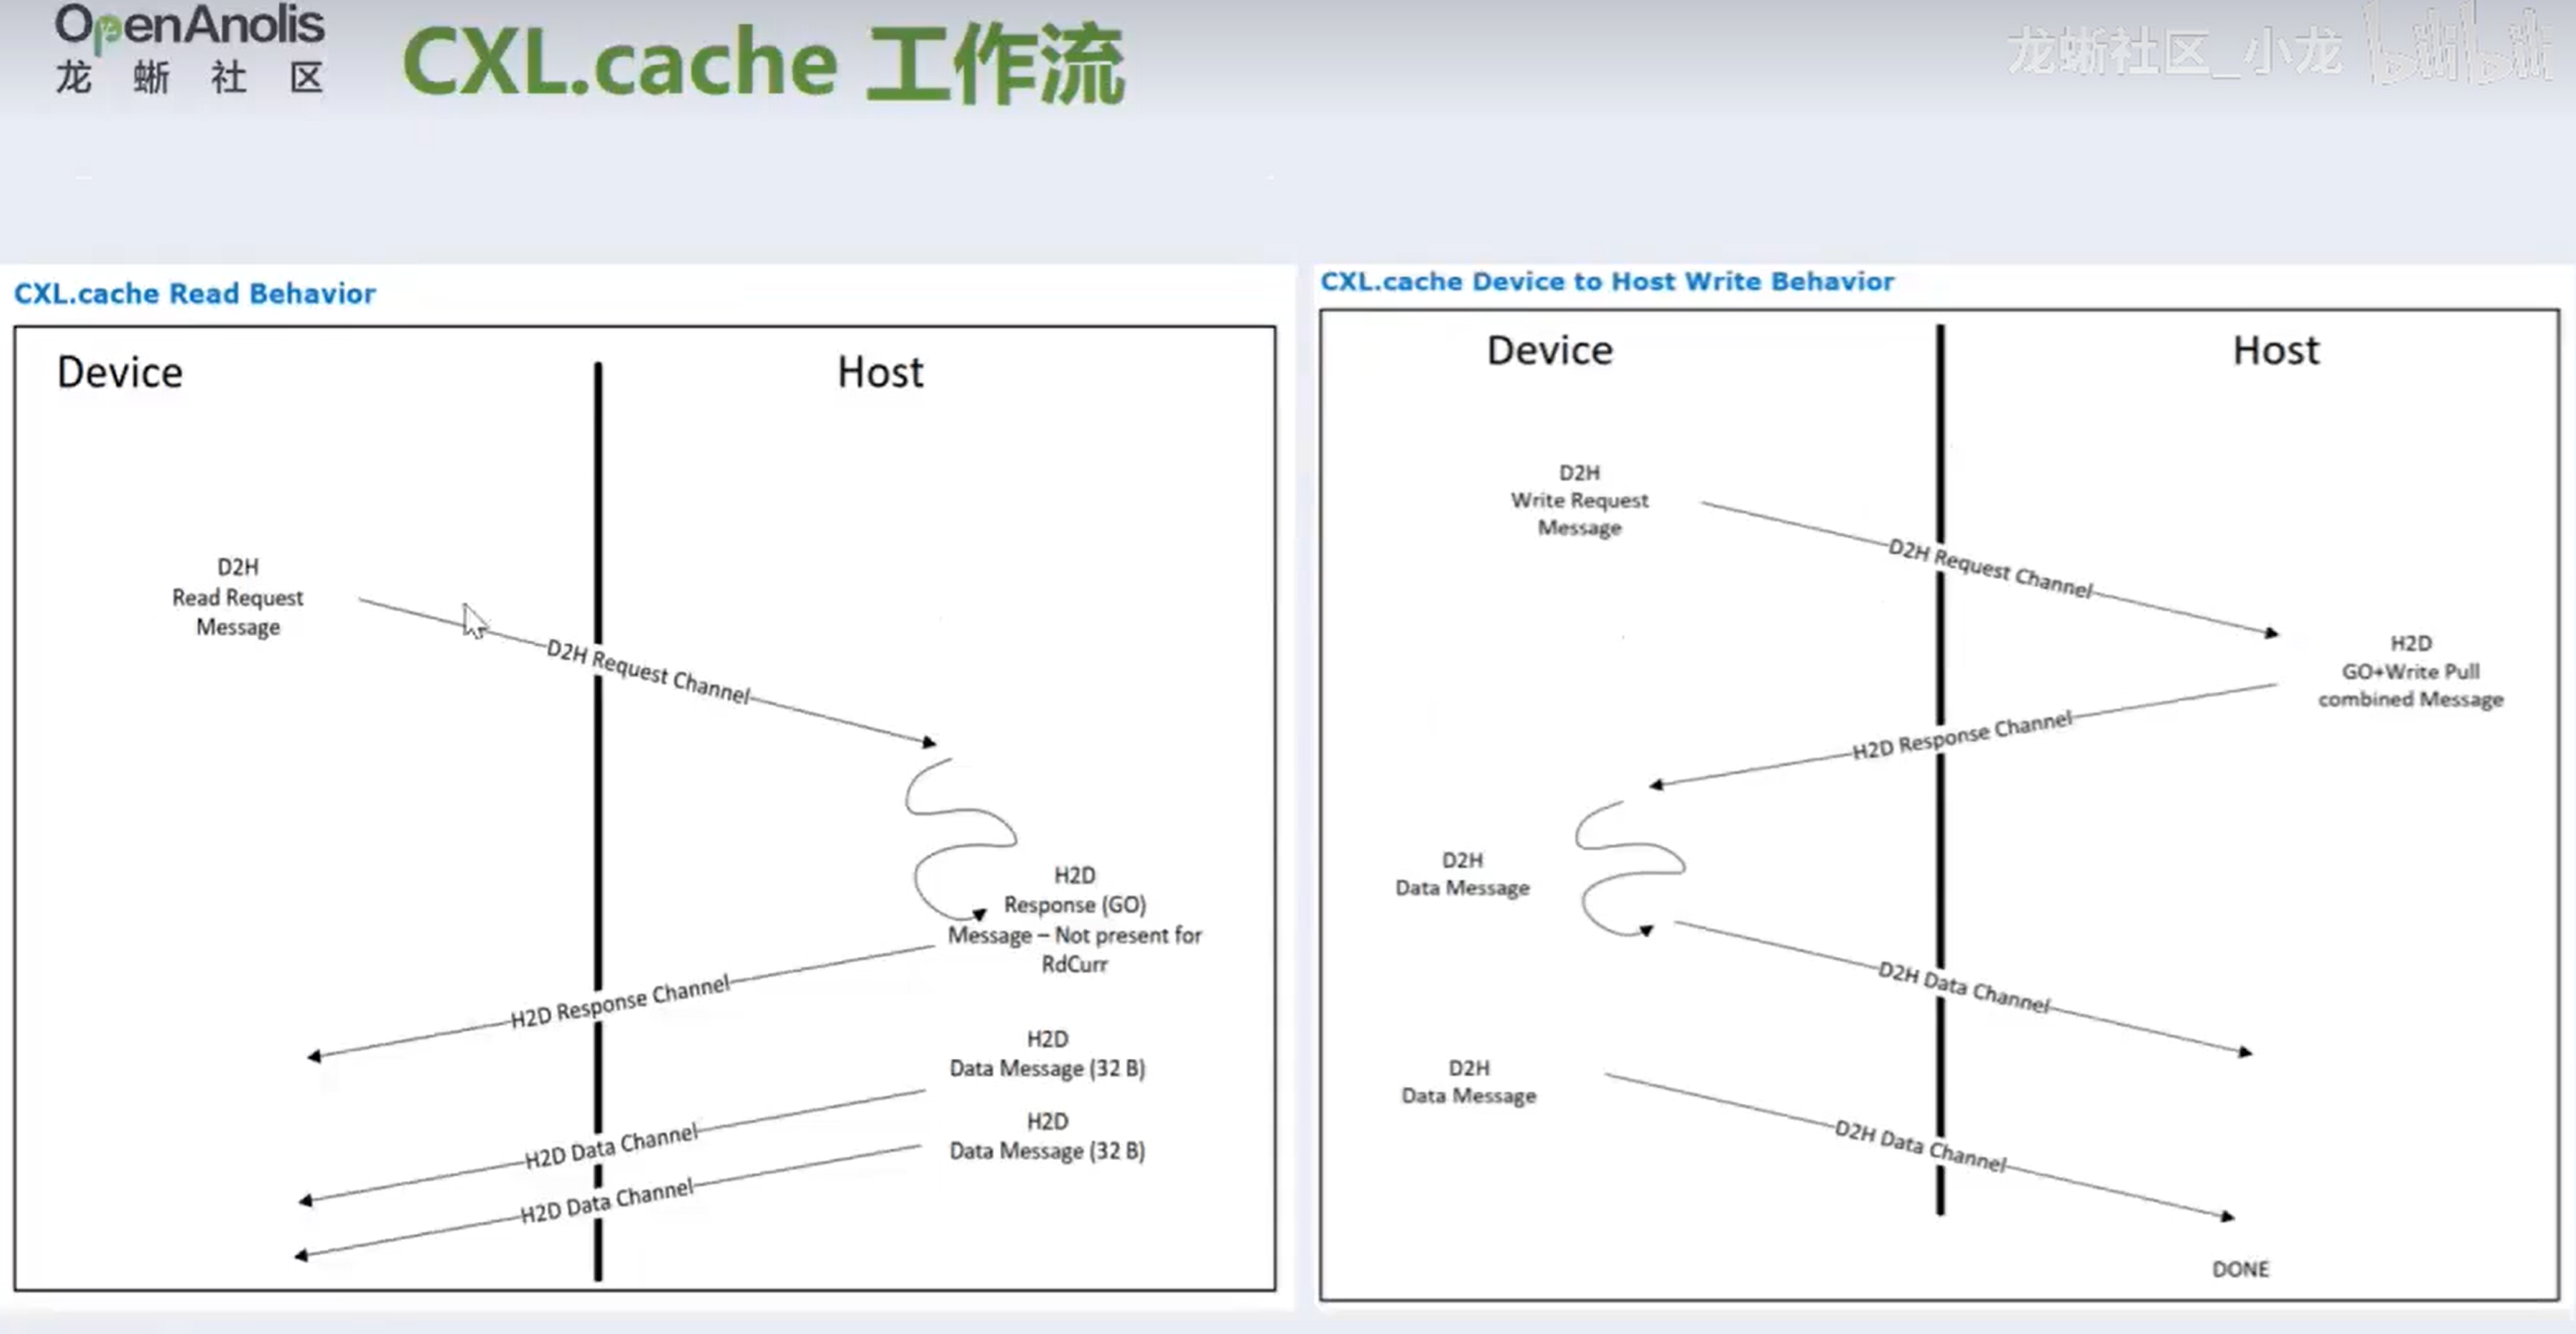 OpenAnolis
龙 蜥 社 区
CXL.cache 工作流
龙蜥社区_小龙 bilibili
CXL.cache Read Behavior
Device
Host
D2H
Read Request
Message
D2H Request Channel
H2D
Response (GO)
Message – Not present for
RdCurr
H2D Response Channel
H2D
Data Message (32 B)
H2D Data Channel
H2D
Data Message (32 B)
H2D Data Channel
CXL.cache Device to Host Write Behavior
Device
Host
D2H
Write Request
Message
D2H Request Channel
H2D
GO+Write Pull
combined Message
H2D Response Channel
D2H
Data Message
D2H Data Channel
D2H
Data Message
D2H Data Channel
DONE